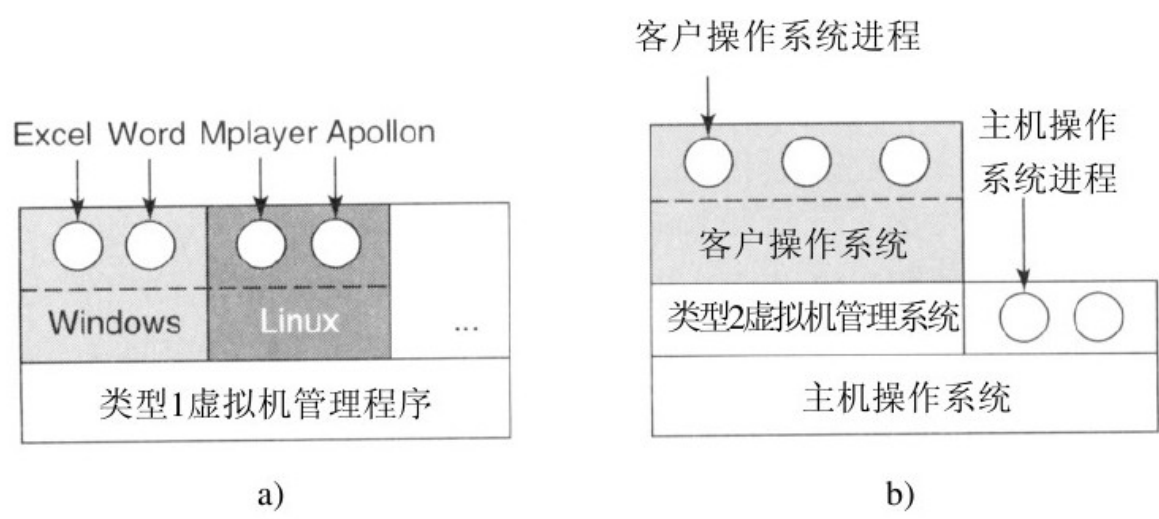 客户操作系统进程
Excel Word Mplayer Apollon
主机操作
系统进程
客户操作系统
Windows
Linux
...
类型2虚拟机管理系统
类型1虚拟机管理程序
主机操作系统
a)
b)